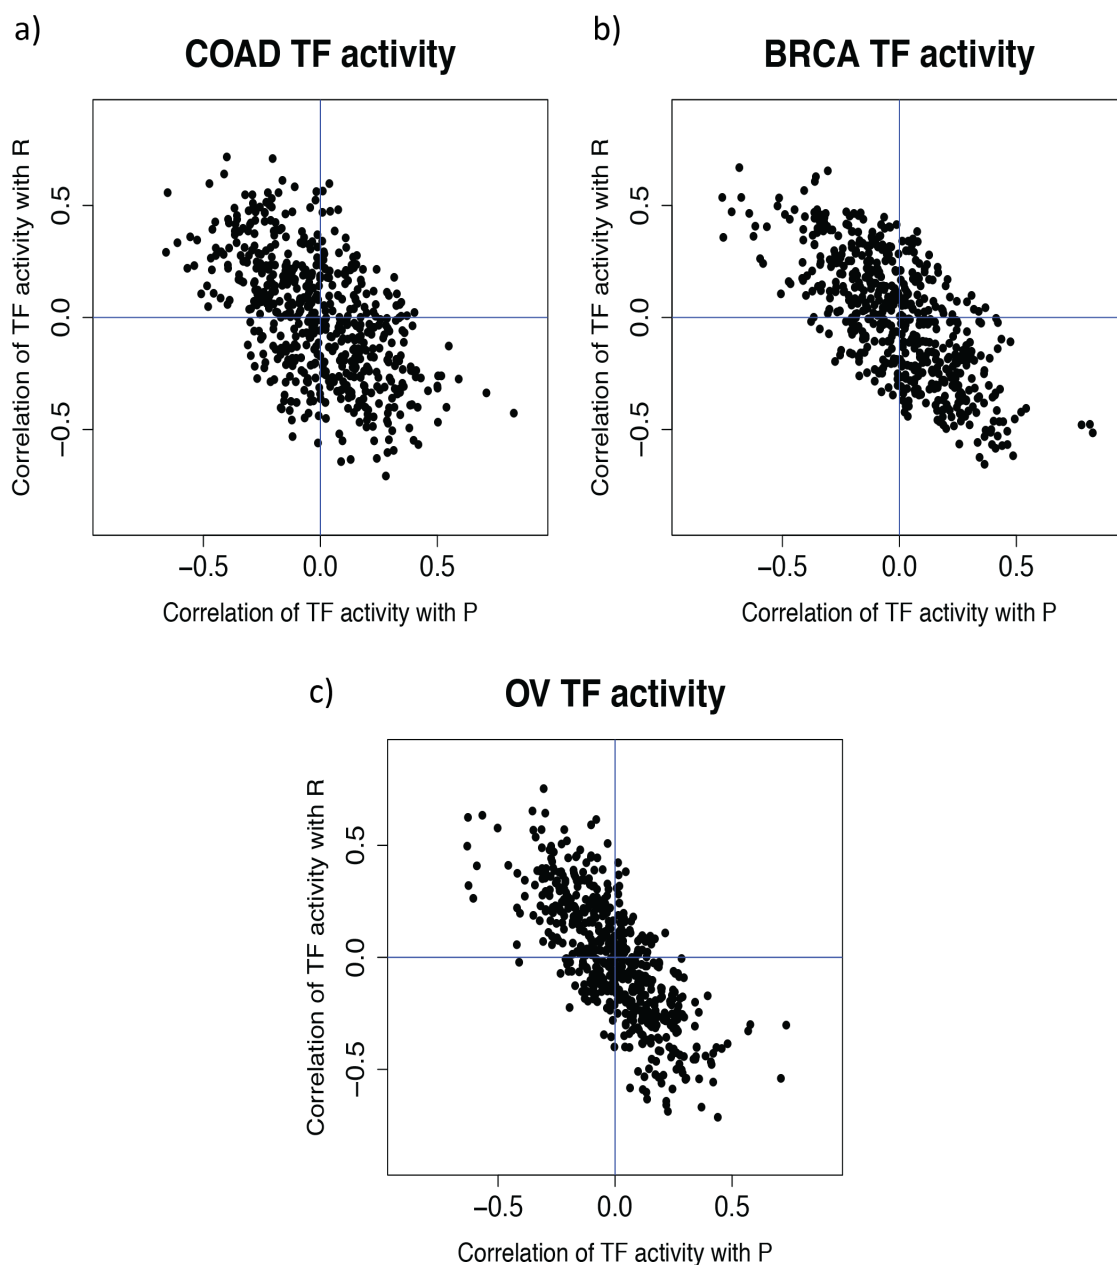 a)
COAD TF activity
Correlation of TF activity with R
0.5
0.0
−0.5
−0.5 0.0 0.5
Correlation of TF activity with P
b)
BRCA TF activity
Correlation of TF activity with R
0.5
0.0
−0.5
−0.5 0.0 0.5
Correlation of TF activity with P
c)
OV TF activity
Correlation of TF activity with R
0.5
0.0
−0.5
−0.5 0.0 0.5
Correlation of TF activity with P